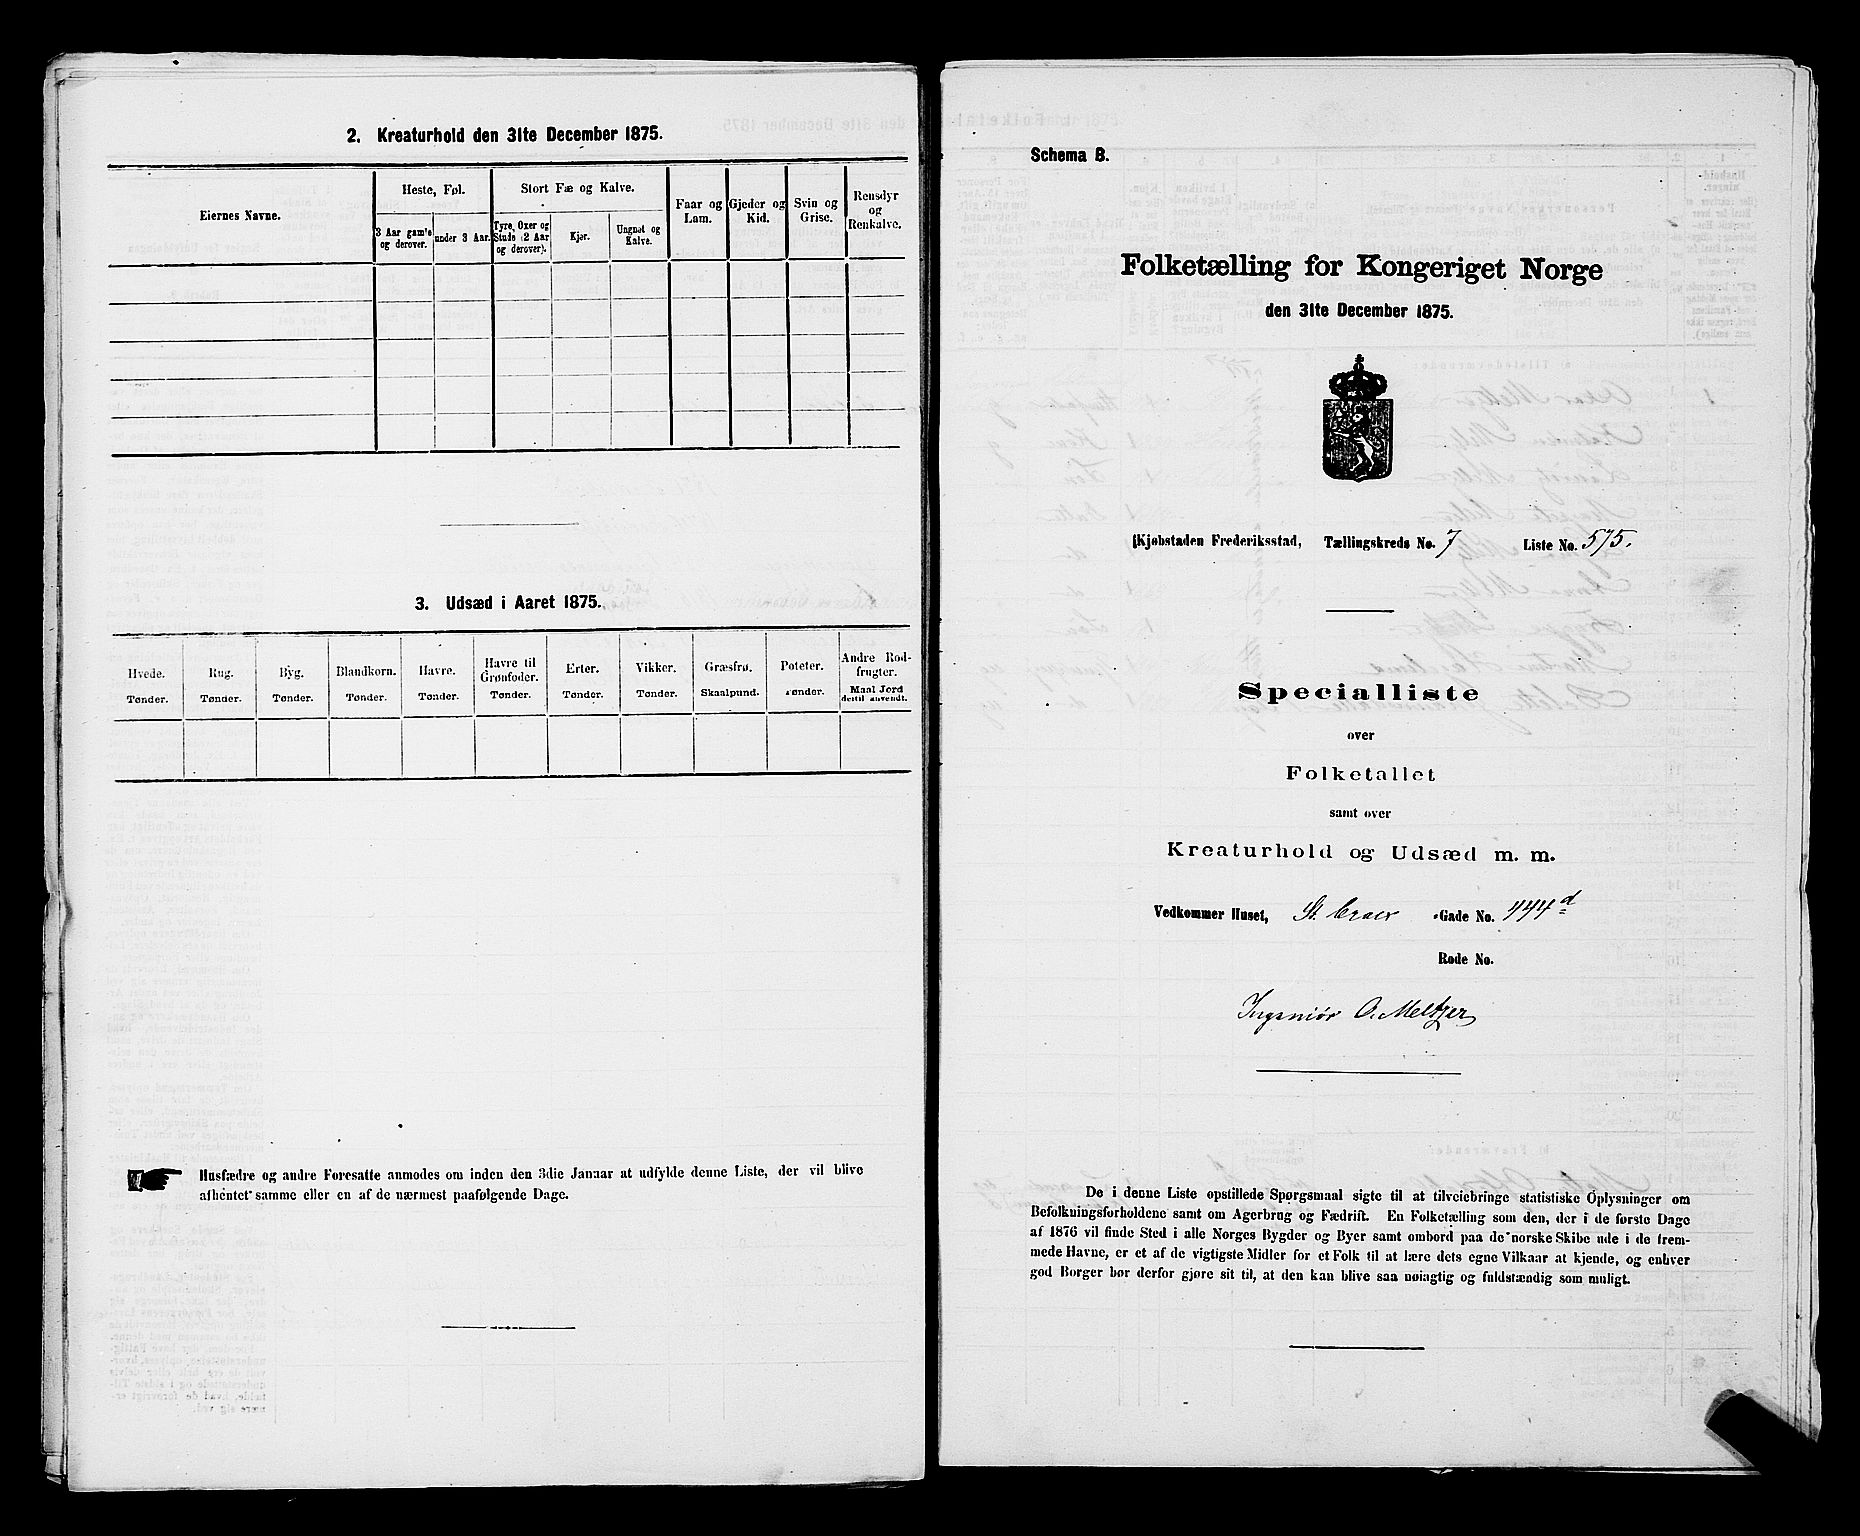 2. Kreaturhold den 31te December 1875.
Eiernes Navne.
Heste, Føl.
3 Aar gam's og derover.
under 3 Aar.
Stort Fæ og Kalve.
Tyre, Oxer og Stude (2 Aar og derover).
Kjør.
Ungnøt og Kalve.
Faar og Lam.
Gjeder og Kid.
Svin og Grise.
Rensdyr og Renkalve.
3. Udsæd i Aaret 1875.
Hvede. Rug. Byg. Blandkorn. Havre. Havre til Grønfoder. Erter. Vikker. Græsfrø. Poteter. Andre Rodfrugter.
Tønder. Tønder. Tønder. Tønder. Tønder. Tønder. Tønder. Tønder. Skaalpund. Tønder. Maal Jord dertil anvendt.
Husfædre og andre Foresatte anmodes om inden den 3die Januar at udfylde denne Liste, der vil blive
afhentet samme eller en af de nærmest paafølgende Dage.
Schema B.
Folketælling for Kongeriget Norge
den 31te December 1875.
Kjøbstaden Frederiksstad, Tællingskreds No. 7 Liste No. 575.
Specialliste
over
Folketallet
samt over
Kreaturhold og Udsæd m. m.
Vedkommer Huset, St. Croix Gade No. 444d
Rode No.
Ingeniør O. Meltzer
De i denne Liste opstillede Spørgsmaal sigte til at tilveiebringe statistiske Oplysninger om
Befolkningsforholdene samt om Agerbrug og Fædrift. En Folketælling som den, der i de første Dage
af 1876 vil finde Sted i alle Norges Bygder og Byer samt ombord paa de norske Skibe ude i de frem-
mede Havne, er et af de vigtigste Midler for et Folk til at lære dets egne Vilkaar at kjende, og enhver
god Borger bør derfor gjøre sit til, at den kan blive saa nøiagtig og fuldstændig som muligt.